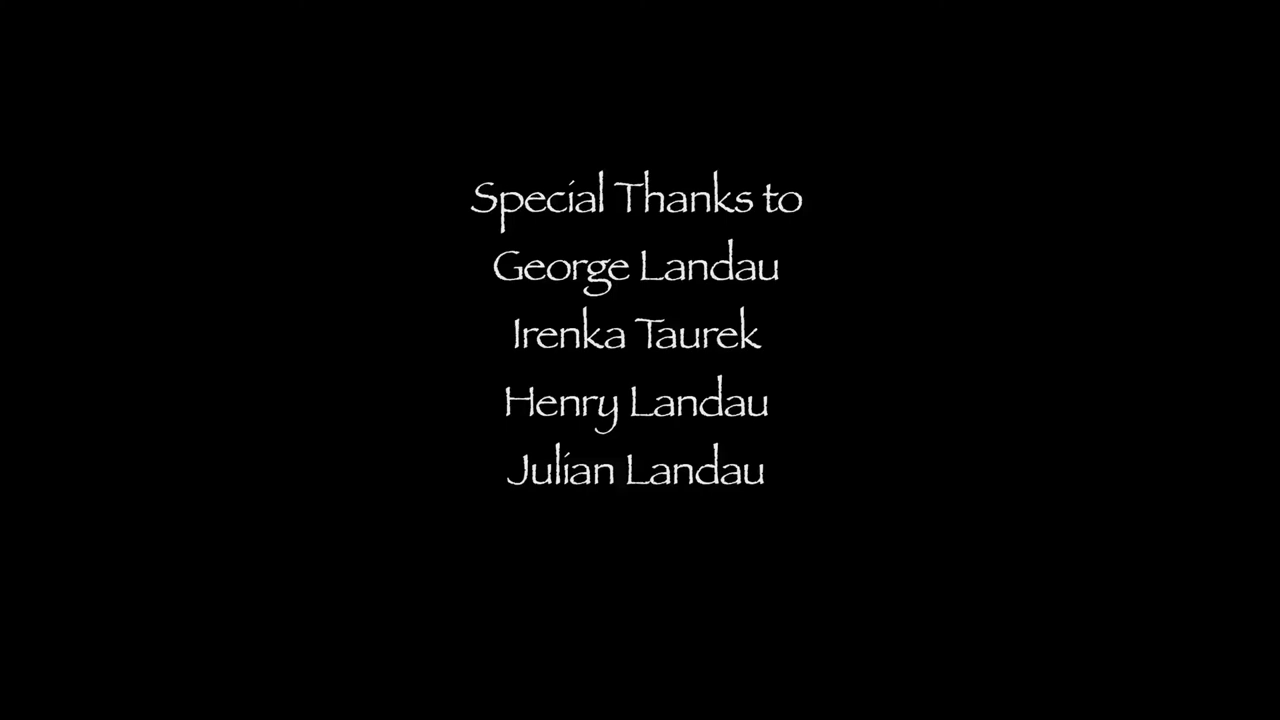 Special Thanks to
George Landau
Irenka Taurek
Henry Landau
Julian Landau